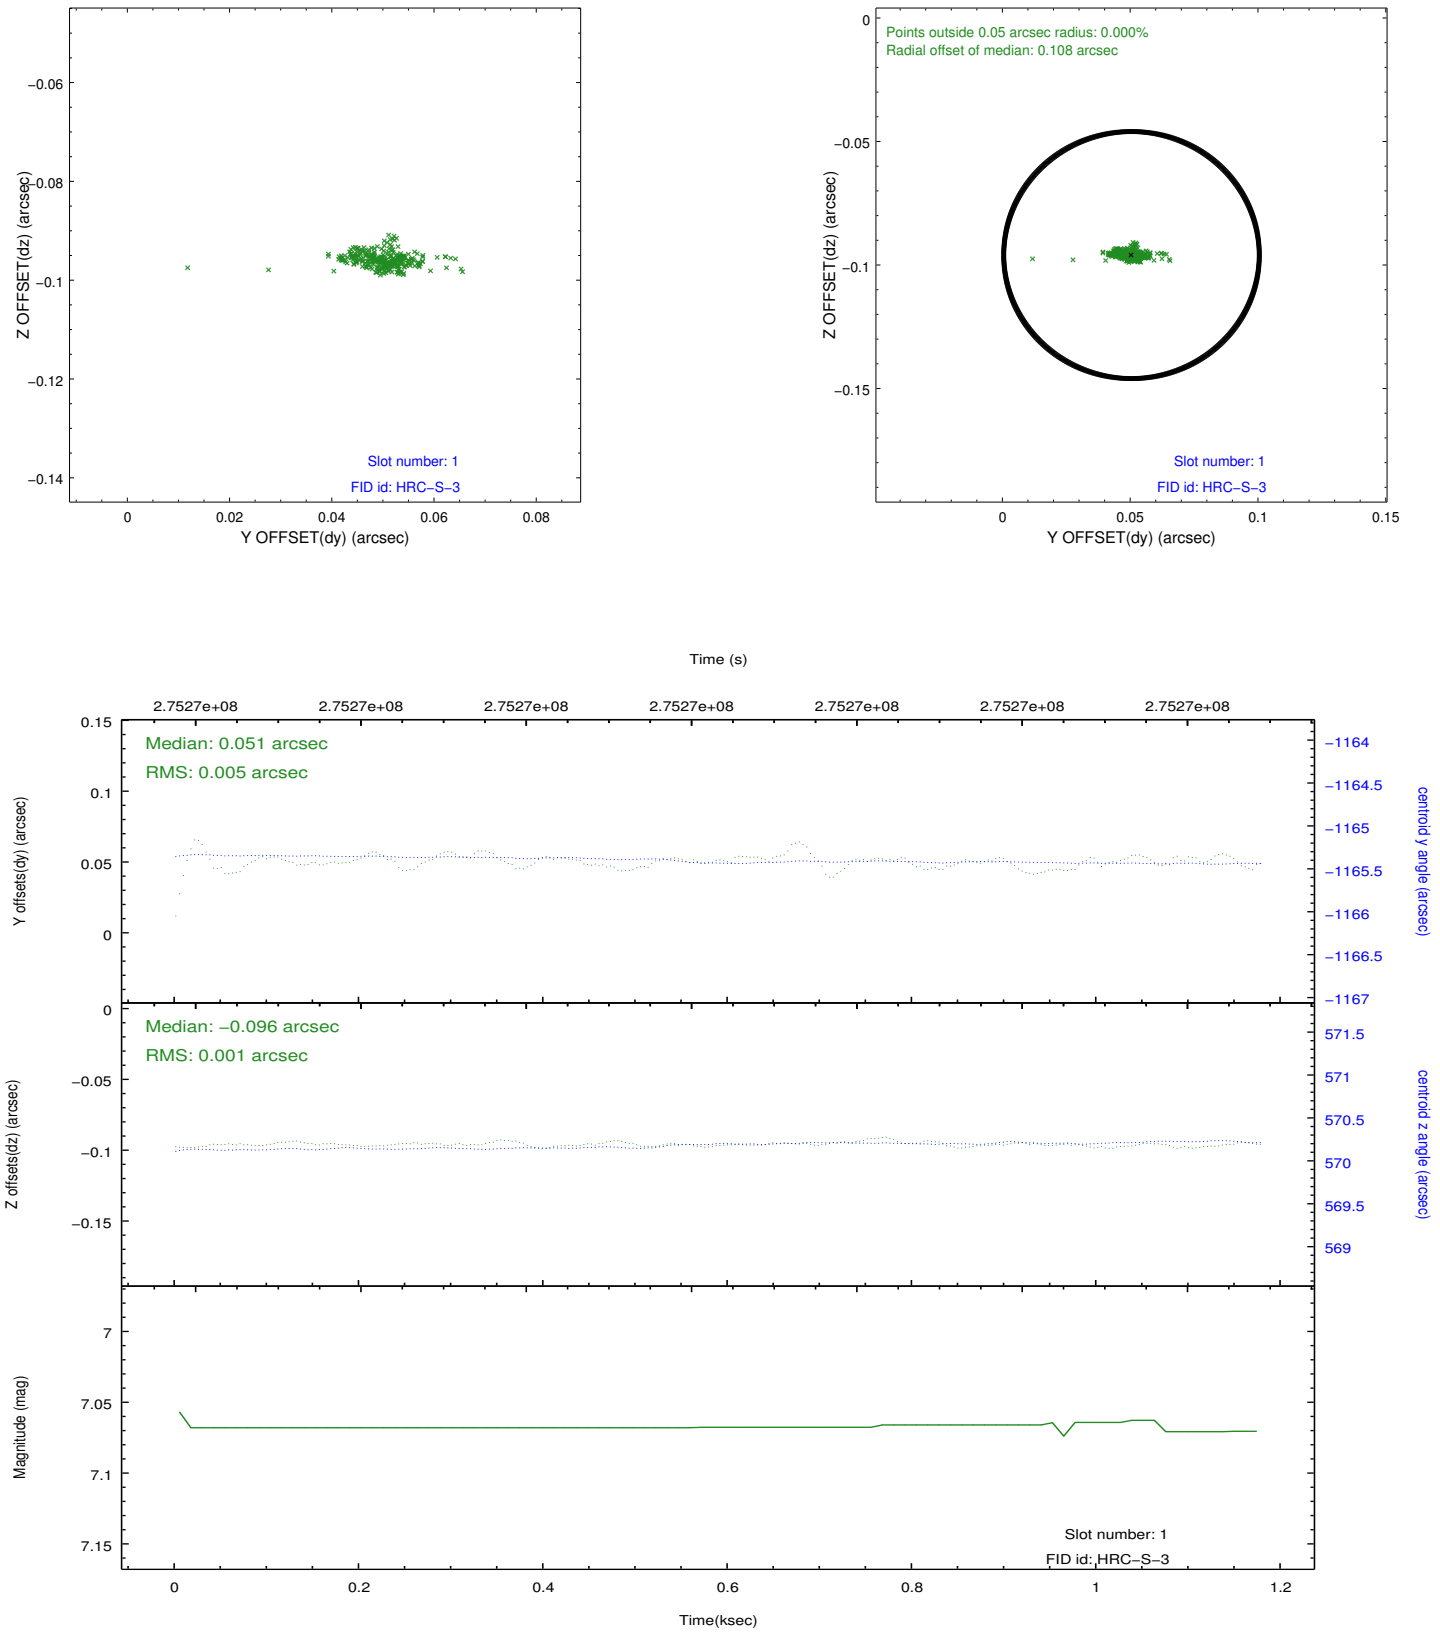 −0.06
−0.08
−0.1
−0.12
−0.14
Z OFFSET(dz) (arcsec)
Slot number: 1
FID id: HRC−S−3
0 0.02 0.04 0.06 0.08
Y OFFSET(dy) (arcsec)
Points outside 0.05 arcsec radius: 0.000%
Radial offset of median: 0.108 arcsec
0
−0.05
−0.1
−0.15
Z OFFSET(dz) (arcsec)
Slot number: 1
FID id: HRC−S−3
0 0.05 0.1 0.15
Y OFFSET(dy) (arcsec)
Time (s)
2.7527e+08 2.7527e+08 2.7527e+08 2.7527e+08 2.7527e+08 2.7527e+08 2.7527e+08
Median: 0.051 arcsec
RMS: 0.005 arcsec
0.15
0.1
0.05
0
Y offsets(dy) (arcsec)
−1164
−1164.5
−1165
−1165.5
−1166
−1166.5
−1167
centroid y angle (arcsec)
Median: −0.096 arcsec
RMS: 0.001 arcsec
0
−0.05
−0.1
−0.15
Z offsets(dz) (arcsec)
571.5
571
570.5
570
569.5
569
centroid z angle (arcsec)
7
7.05
7.1
7.15
Magnitude (mag)
Slot number: 1
FID id: HRC−S−3
0 0.2 0.4 0.6 0.8 1 1.2
Time(ksec)